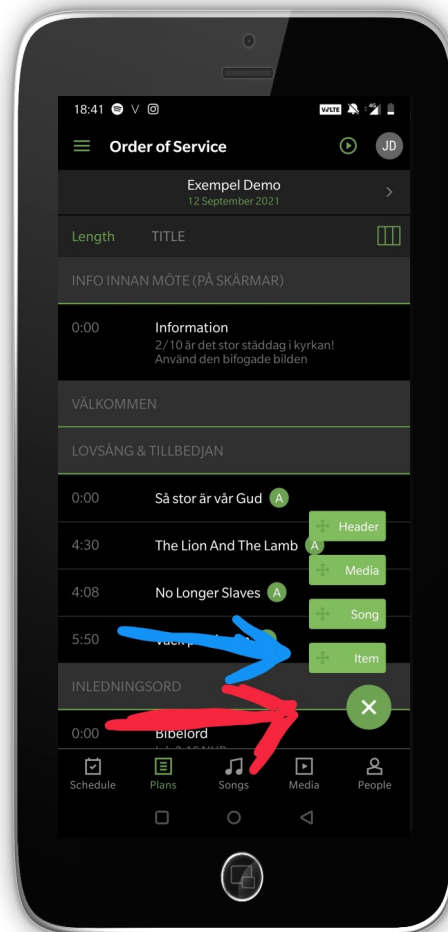 18:41
VoLTE 4G
Order of Service
JD
Exempel Demo
12 September 2021
Length TITLE
INFO INNAN MÖTE (PÅ SKÄRMAR)
0:00 Information
2/10 är det stor städdag i kyrkan!
Använd den bifogade bilden
VÄLKOMMEN
LOVSÅNG & TILLBEDJAN
0:00 Så stor är vår Gud A
Header
4:30 The Lion And The Lamb A
Media
4:08 No Longer Slaves A
Song
5:50
Item
INLEDNINGSORD
0:00 Bibelord
Schedule Plans Songs Media People